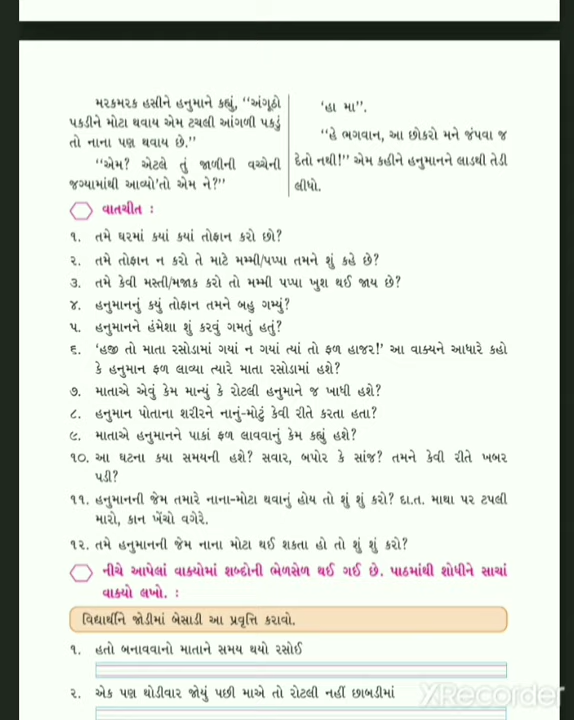 મરકમરક હસીને હનુમાને કહ્યું, “અંગૂઠો
પકડીને મોટા થવાય એમ ટચલી આંગળી પકડું
તો નાના પણ થવાય છે.”
“એમ? એટલે તું જાળીની વચ્ચેની
જગ્યામાંથી આવ્યો'તો એમ ને?”
‘હા મા”.
“હે ભગવાન, આ છોકરો મને જંપવા જ
દેતો નથી!” એમ કહીને હનુમાનને લાડથી તેડી
લીધો.
વાતચીત :
૧. તમે ઘરમાં ક્યાં ક્યાં તોફાન કરો છો?
૨. તમે તોફાન ન કરો તે માટે મમ્મી/પપ્પા તમને શું કહે છે?
૩. તમે કેવી મસ્તી/મજાક કરો તો મમ્મી પપ્પા ખુશ થઈ જાય છે?
૪. હનુમાનનું કયું તોફાન તમને બહુ ગમ્યું?
૫. હનુમાનને હંમેશા શું કરવું ગમતું હતું?
૬. ‘હજી તો માતા રસોડામાં ગયાં ન ગયાં ત્યાં તો ફળ હાજર!’ આ વાક્યને આધારે કહો
કે હનુમાન ફળ લાવ્યા ત્યારે માતા રસોડામાં હશે?
૭. માતાએ એવું કેમ માન્યું કે રોટલી હનુમાને જ ખાધી હશે?
૮. હનુમાન પોતાના શરીરને નાનું-મોટું કેવી રીતે કરતા હતા?
૯. માતાએ હનુમાનને પાકાં ફળ લાવવાનું કેમ કહ્યું હશે?
૧૦. આ ઘટના કયા સમયની હશે? સવાર, બપોર કે સાંજ? તમને કેવી રીતે ખબર
પડી?
૧૧. હનુમાનની જેમ તમારે નાના-મોટા થવાનું હોય તો શું શું કરો? દા.ત. માથા પર ટપલી
મારો, કાન ખેંચો વગેરે.
૧૨. તમે હનુમાનની જેમ નાના મોટા થઈ શકતા હો તો શું શું કરો?
નીચે આપેલાં વાક્યોમાં શબ્દોની ભેળસેળ થઈ ગઈ છે. પાઠમાંથી શોધીને સાચાં
વાક્યો લખો. :
વિદ્યાર્થીને જોડીમાં બેસાડી આ પ્રવૃત્તિ કરાવો.
૧. હતો બનાવવાનો માતાને સમય થયો રસોઈ
૨. એક પણ થોડીવાર જોયું પછી માએ તો રોટલી નહીં છાબડીમાં
XRecorder